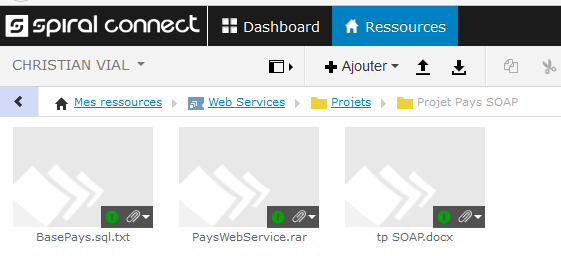 spiral connect Dashboard Ressources
CHRISTIAN VIAL Ajouter
Mes ressources Web Services Projets Projet Pays SOAP
BasePays.sql.txt PaysWebService.rar tp SOAP.docx